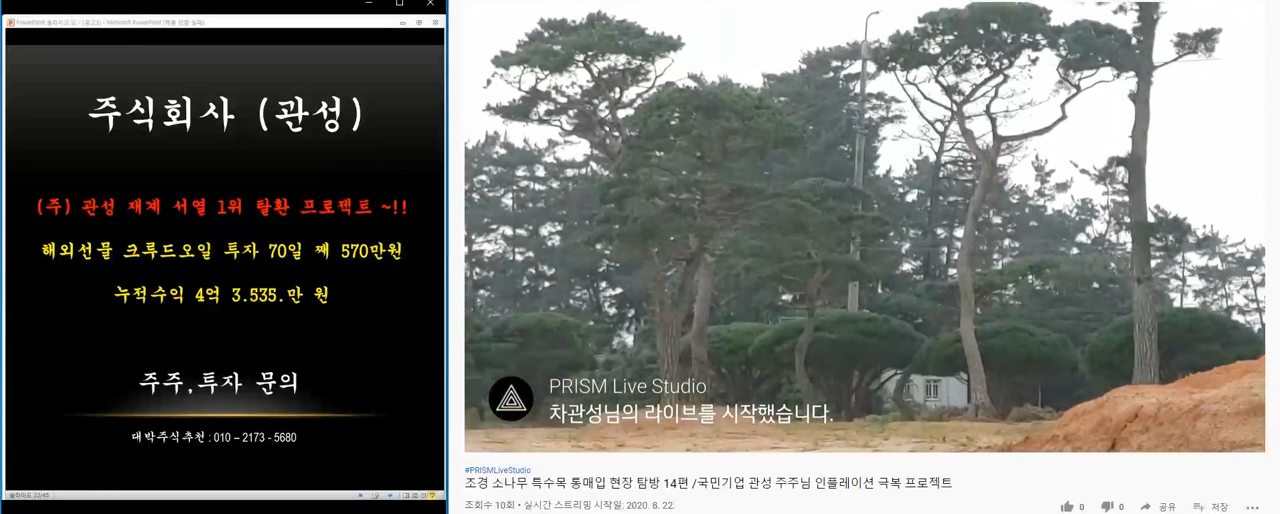 주식회사 (관성)
(주) 관성 재계 서열 1위 탈환 프로젝트 ~!!
해외선물 크루드오일 투자 70일 째 570만원
누적수익 4억 3.535.만 원
주주,투자 문의
대박주식추천 : 010 – 2173 - 5680
슬라이드 22/45
PRISM Live Studio
차관성님의 라이브를 시작했습니다.
#PRISMLiveStudio
조경 소나무 특수목 통매입 현장 탐방 14편 /국민기업 관성 주주님 인플레이션 극복 프로젝트
조회수 10회 • 실시간 스트리밍 시작일: 2020. 8. 22.
0 0 공유 저장